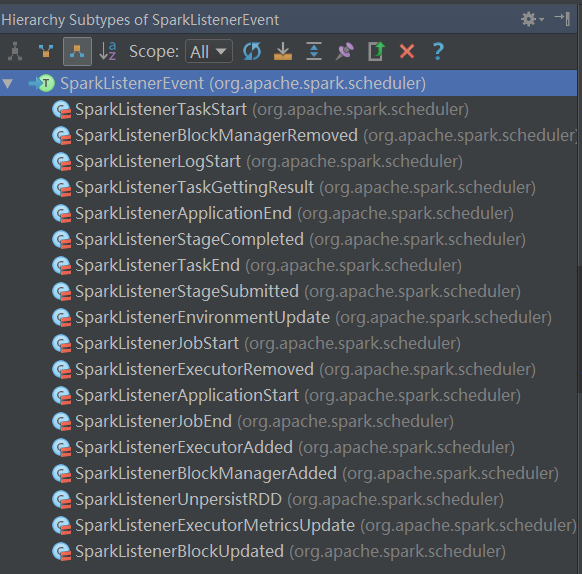 Hierarchy Subtypes of SparkListenerEvent
Scope: All
SparkListenerEvent (org.apache.spark.scheduler)
SparkListenerTaskStart (org.apache.spark.scheduler)
SparkListenerBlockManagerRemoved (org.apache.spark.scheduler)
SparkListenerLogStart (org.apache.spark.scheduler)
SparkListenerTaskGettingResult (org.apache.spark.scheduler)
SparkListenerApplicationEnd (org.apache.spark.scheduler)
SparkListenerStageCompleted (org.apache.spark.scheduler)
SparkListenerTaskEnd (org.apache.spark.scheduler)
SparkListenerStageSubmitted (org.apache.spark.scheduler)
SparkListenerEnvironmentUpdate (org.apache.spark.scheduler)
SparkListenerJobStart (org.apache.spark.scheduler)
SparkListenerExecutorRemoved (org.apache.spark.scheduler)
SparkListenerApplicationStart (org.apache.spark.scheduler)
SparkListenerJobEnd (org.apache.spark.scheduler)
SparkListenerExecutorAdded (org.apache.spark.scheduler)
SparkListenerBlockManagerAdded (org.apache.spark.scheduler)
SparkListenerUnpersistRDD (org.apache.spark.scheduler)
SparkListenerExecutorMetricsUpdate (org.apache.spark.scheduler)
SparkListenerBlockUpdated (org.apache.spark.scheduler)